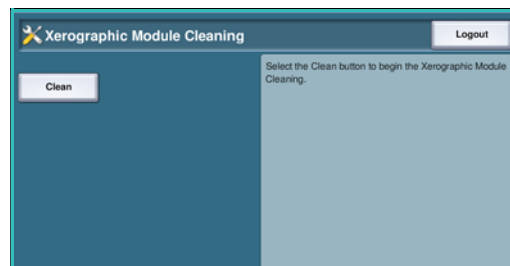 Xerographic Module Cleaning
Logout
Clean
Select the Clean button to begin the Xerographic Module
Cleaning.